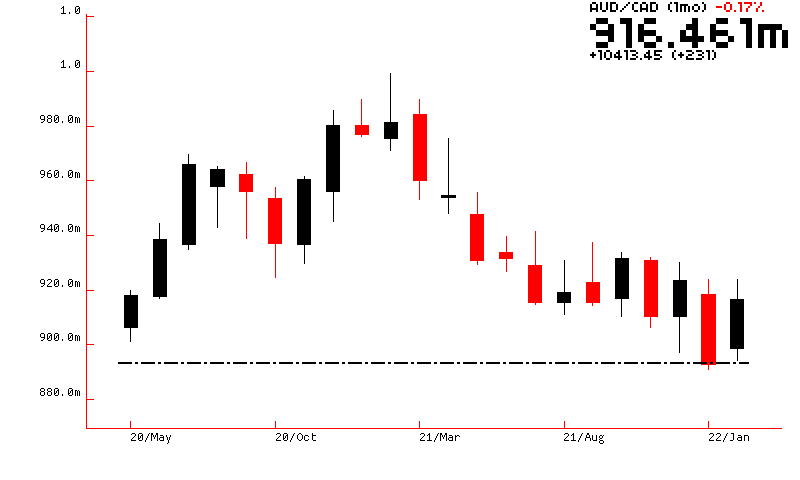 AUD/CAD (1mo) -0.17%
916.461m
+10413.45 (+231)
1.0
1.0
980.0m
960.0m
940.0m
920.0m
900.0m
880.0m
20/May 20/Oct 21/Mar 21/Aug 22/Jan